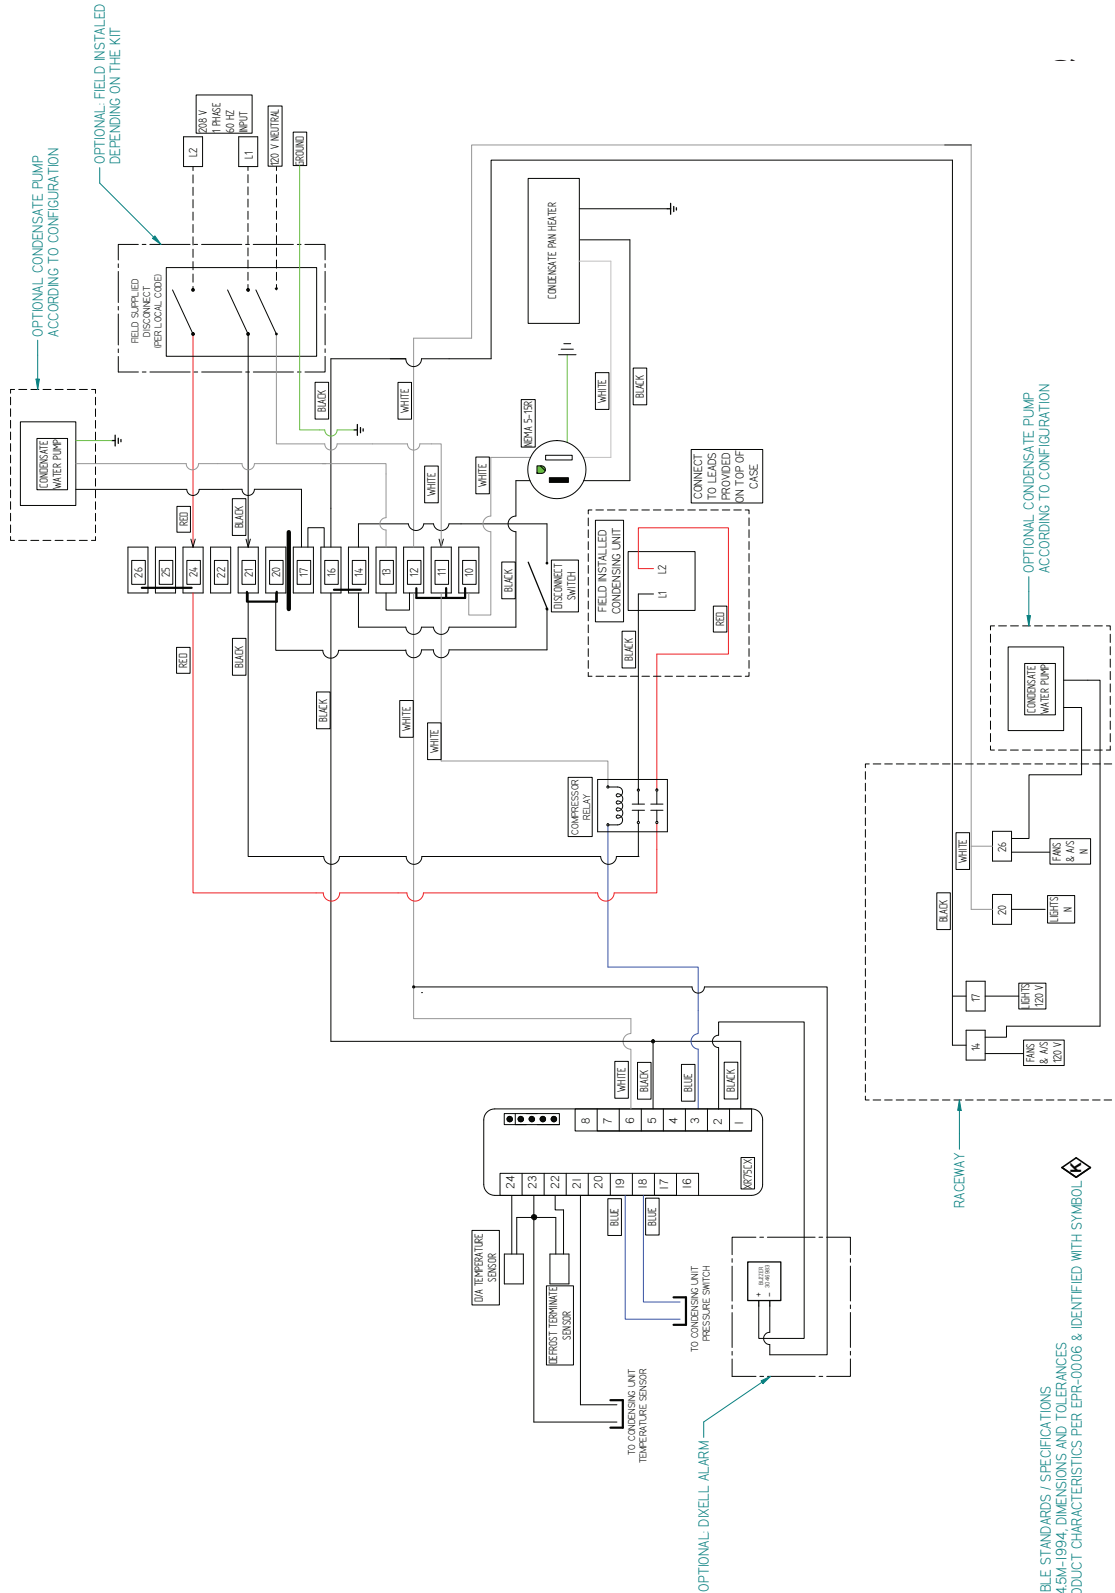 OPTIONAL CONDENSATE PUMP
ACCORDING TO CONFIGURATION
OPTIONAL: FIELD INSTALED
DEPENDING ON THE KIT
CONDENSATE
WATER PUMP
FIELD SUPPLIED
DISCONNECT
(PER LOCAL CODE)
208 V
1 PHASE
60 HZ
INPUT
L2
L1
120 V NEUTRAL
GROUND
RED
BLACK
BLACK
WHITE
WHITE
WHITE
26
25
24
22
21
20
17
16
14
13
12
11
10
RED
BLACK
BLACK
WHITE
WHITE
BLACK
DISCONNECT
SWITCH
NEMA 5-15R
WHITE
BLACK
CONDENSATE PAN HEATER
CONNECT
TO LEADS
PROVIDED
ON TOP OF
CASE
FIELD INSTALLED
CONDENSING UNIT
L1
L2
BLACK
RED
COMPRESSOR
RELAY
OPTIONAL CONDENSATE PUMP
ACCORDING TO CONFIGURATION
CONDENSATE
WATER PUMP
WHITE
BLACK
26
FANS
& A/S
N
20
LIGHTS
N
17
LIGHTS
120 V
14
FANS
& A/S
120 V
RACEWAY
WHITE
BLACK
BLUE
BLACK
8
7
6
5
4
3
2
1
XR75CX
24
23
22
21
20
19
18
17
16
BLUE
BLUE
D/A TEMPERATURE
SENSOR
DEFROST TERMINATE
SENSOR
TO CONDENSING UNIT
TEMPERATURE SENSOR
TO CONDENSING UNIT
PRESSURE SWITCH
+ BUZZER
-
OPTIONAL: DIXELL ALARM
BLE STANDARDS / SPECIFICATIONS
4.5M-1994, DIMENSIONS AND TOLERANCES
ODUCT CHARACTERISTICS PER EPR-0006 & IDENTIFIED WITH SYMBOL K